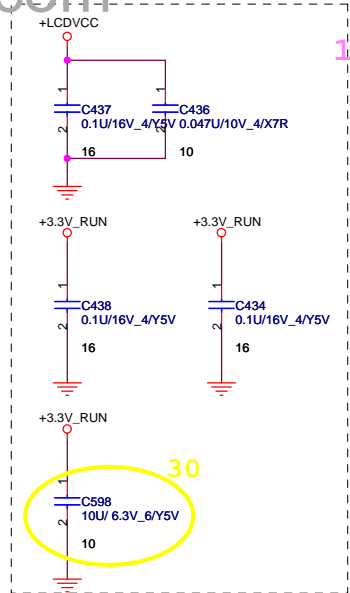 +LCDVCC
1
1
1
C437
C436
0.1U/16V_4/Y5V
0.047U/10V_4/X7R
2
2
16
10
+3.3V_RUN
+3.3V_RUN
1
1
C438
C434
0.1U/16V_4/Y5V
0.1U/16V_4/Y5V
2
2
16
16
+3.3V_RUN
30
1
C598
10U/ 6.3V_6/Y5V
2
10